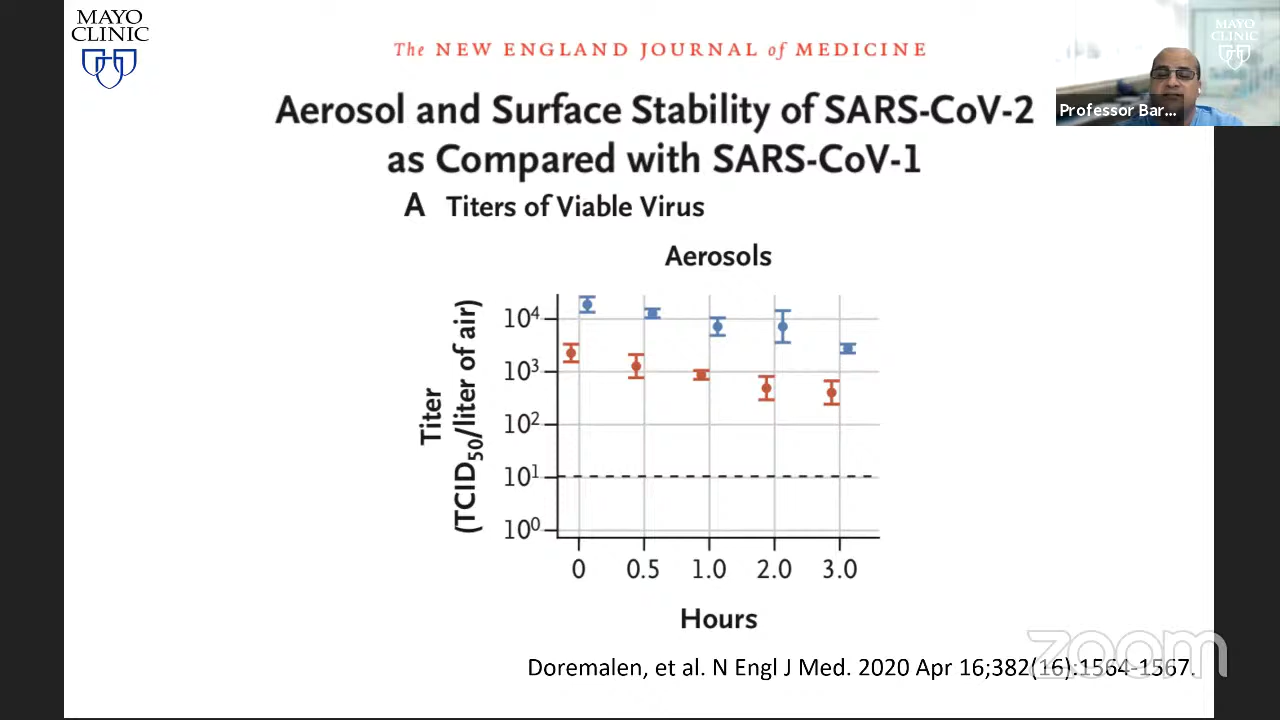 MAYO
CLINIC
The NEW ENGLAND JOURNAL of MEDICINE
MAYO
CLINIC
Professor Bar...
Aerosol and Surface Stability of SARS-CoV-2
as Compared with SARS-CoV-1
A Titers of Viable Virus
Aerosols
Titer
(TCID50/liter of air)
10⁴
10³
10²
10¹
10⁰
0 0.5 1.0 2.0 3.0
Hours
Doremalen, et al. N Engl J Med. 2020 Apr 16;382(16):1564-1567.
zoom